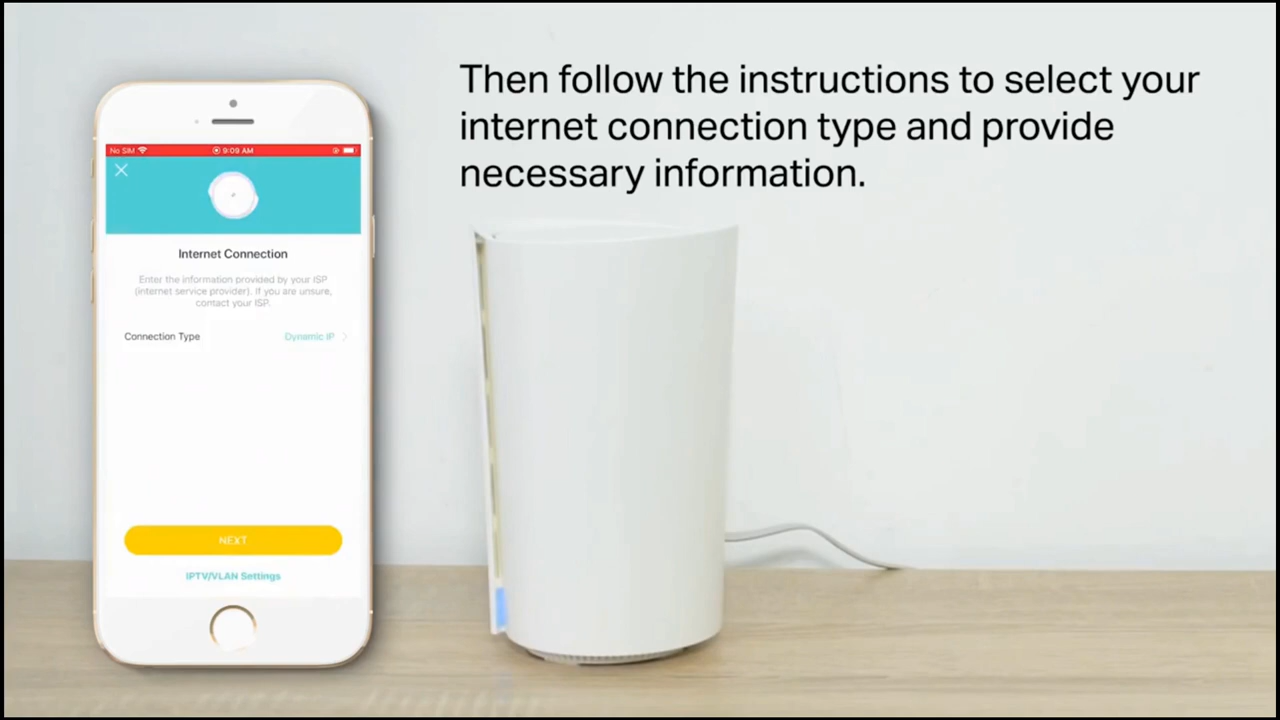 Then follow the instructions to select your
internet connection type and provide
necessary information.
No SIM 9:09 AM
Internet Connection
Enter the information provided by your ISP
(internet service provider). If you are unsure,
contact your ISP.
Connection Type Dynamic IP
NEXT
IPTV/VLAN Settings